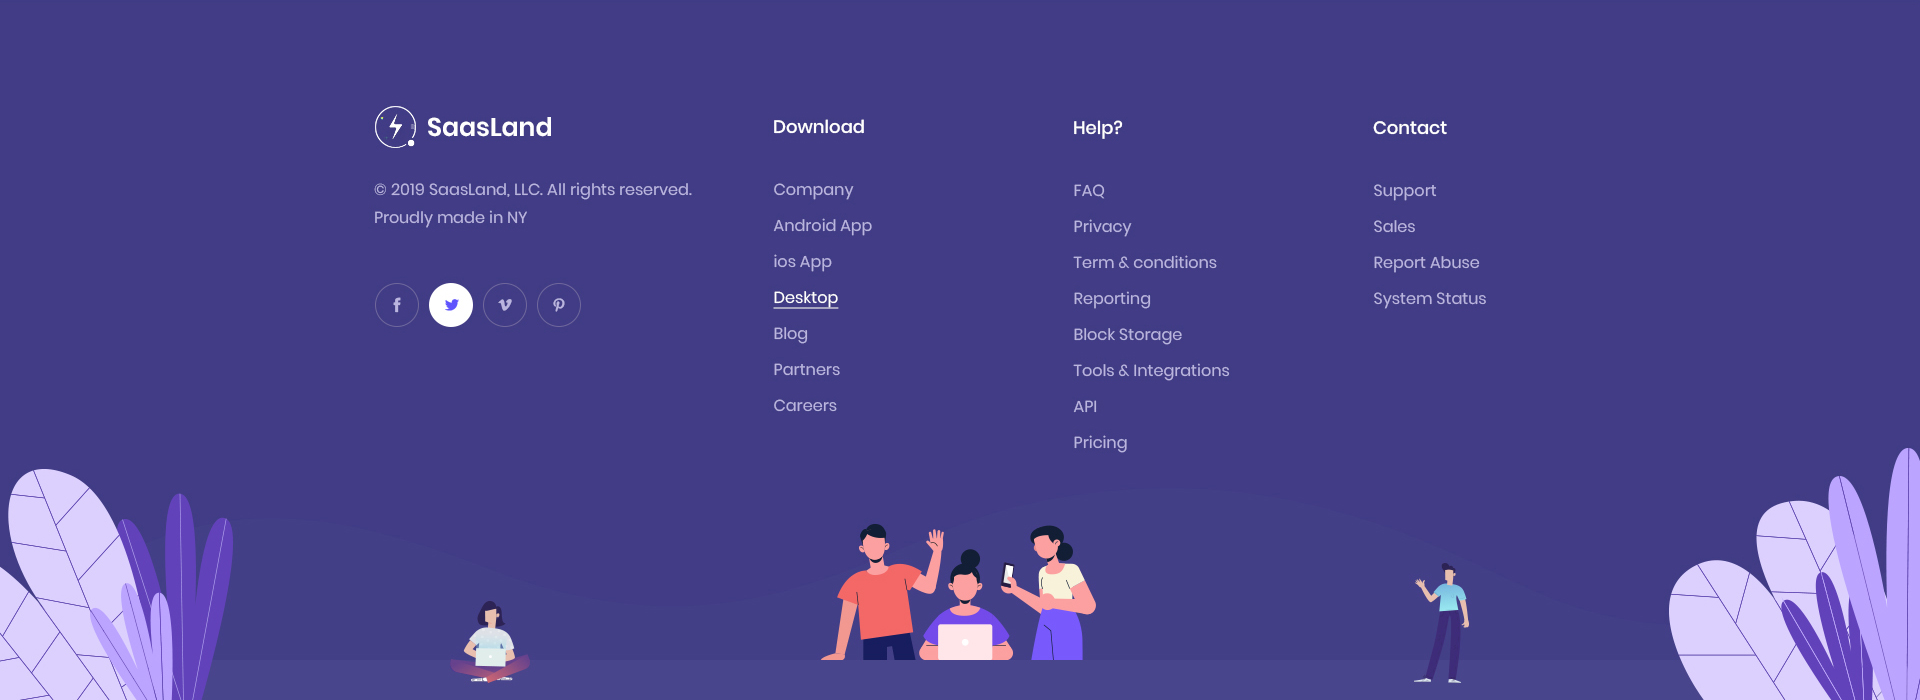 SaasLand
© 2019 SaasLand, LLC. All rights reserved.
Proudly made in NY
Download
Company
Android App
ios App
Desktop
Blog
Partners
Careers
Help?
FAQ
Privacy
Term & conditions
Reporting
Block Storage
Tools & Integrations
API
Pricing
Contact
Support
Sales
Report Abuse
System Status